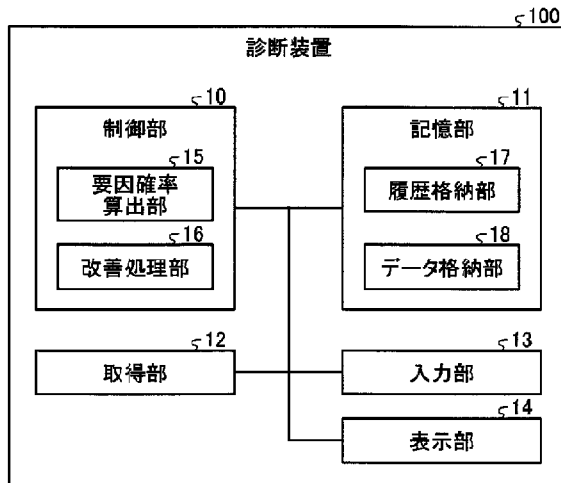 100
診断装置
10
制御部
15
要因確率
算出部
16
改善処理部
11
記憶部
17
履歴格納部
18
データ格納部
12
取得部
13
入力部
14
表示部